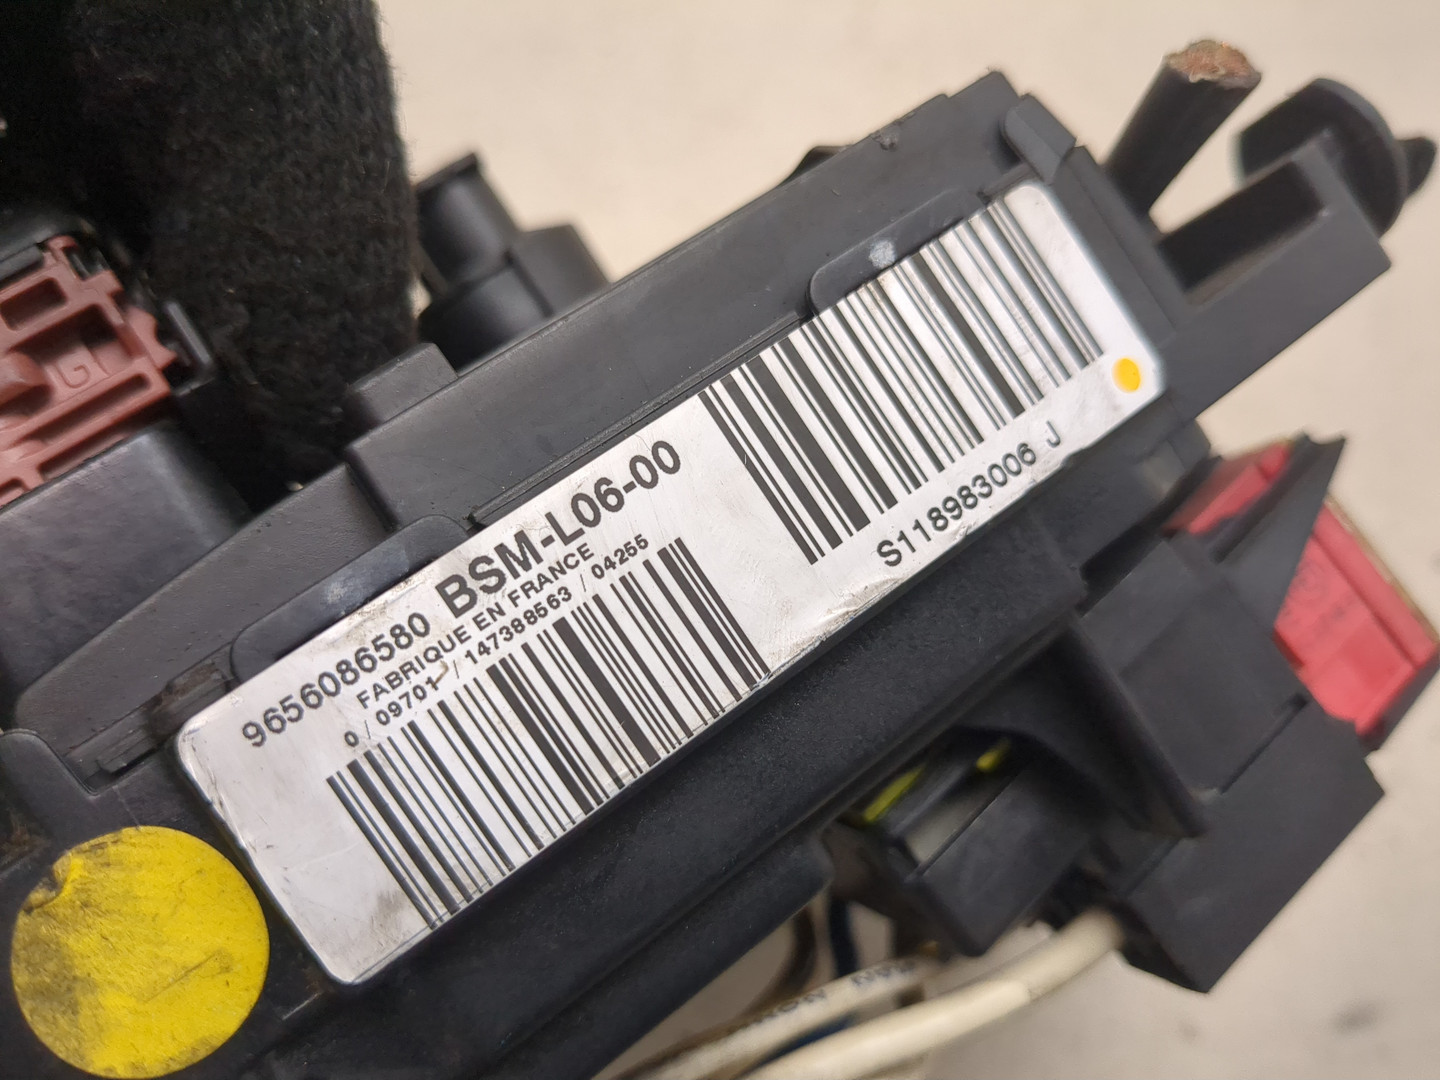 9656086580 BSM-L06-00
FABRIQUE EN FRANCE
0 / 09701 / 147388563 / 04255
S118983006 J
G